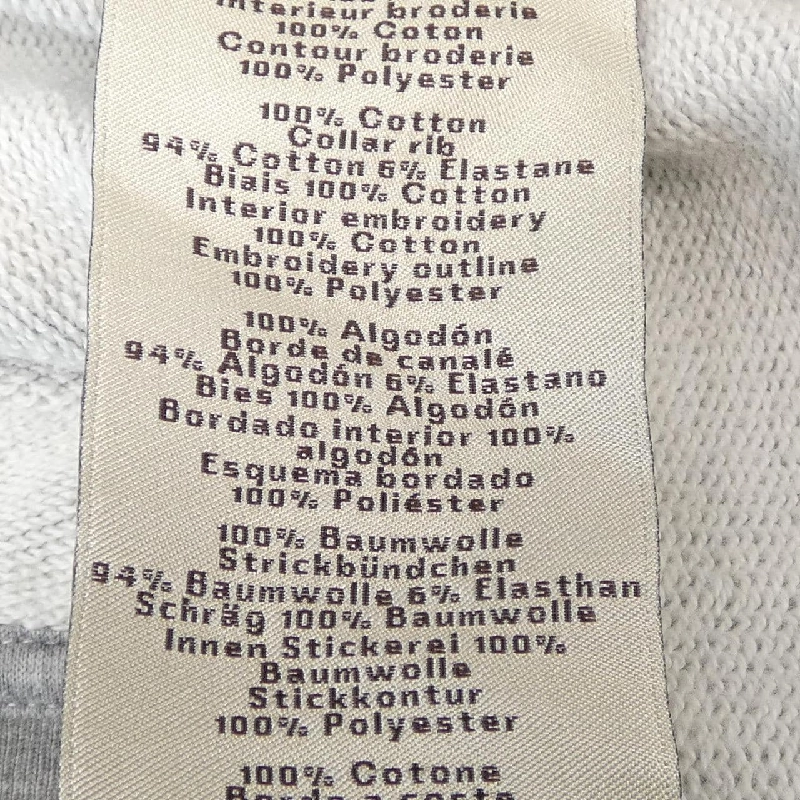 Interieur broderie
100% Coton
Contour broderie
100% Polyester
100% Cotton
Collar rib
94% Cotton 6% Elastane
Biais 100% Cotton
Interior embroidery
100% Cotton
Embroidery outline
100% Polyester
100% Algodón
Borde de canalé
94% Algodón 6% Elastano
Bies 100% Algodón
Bordado interior 100%
algodón
Esquema bordado
100% Poliéster
100% Baumwolle
Strickbündchen
94% Baumwolle 6% Elasthan
Schräg 100% Baumwolle
Innen Stickerei 100%
Baumwolle
Stickkontur
100% Polyester
100% Cotone
Bordo a coste